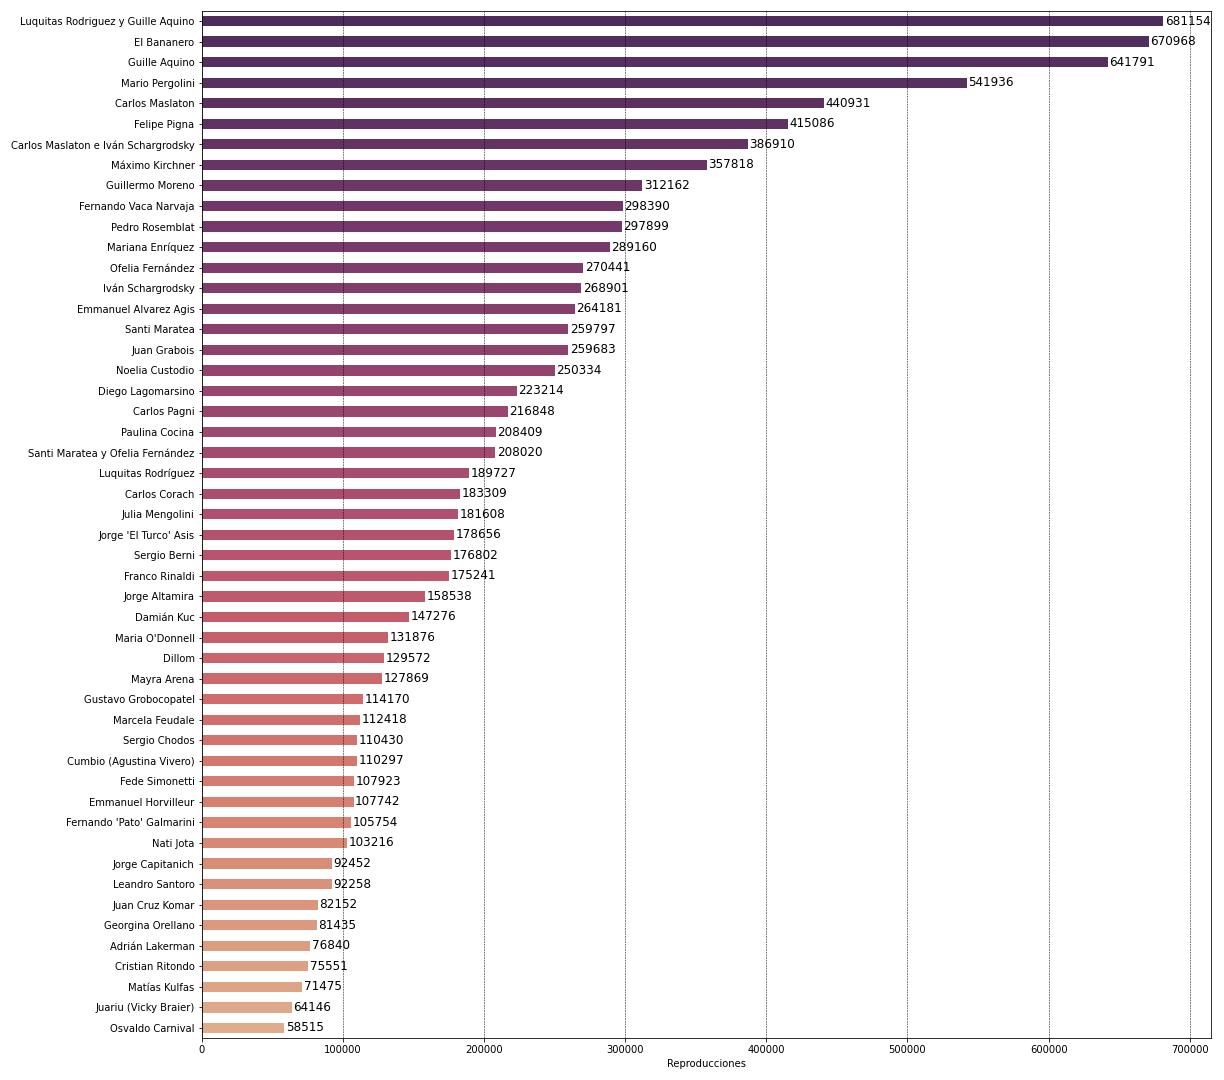 Luquitas Rodriguez y Guille Aquino 681154
El Bananero 670968
Guille Aquino 641791
Mario Pergolini 541936
Carlos Maslaton 440931
Felipe Pigna 415086
Carlos Maslaton e Iván Schargrodsky 386910
Máximo Kirchner 357818
Guillermo Moreno 312162
Fernando Vaca Narvaja 298390
Pedro Rosemblat 297899
Mariana Enríquez 289160
Ofelia Fernández 270441
Iván Schargrodsky 268901
Emmanuel Alvarez Agis 264181
Santi Maratea 259797
Juan Grabois 259683
Noelia Custodio 250334
Diego Lagomarsino 223214
Carlos Pagni 216848
Paulina Cocina 208409
Santi Maratea y Ofelia Fernández 208020
Luquitas Rodríguez 189727
Carlos Corach 183309
Julia Mengolini 181608
Jorge 'El Turco' Asis 178656
Sergio Berni 176802
Franco Rinaldi 175241
Jorge Altamira 158538
Damián Kuc 147276
Maria O'Donnell 131876
Dillom 129572
Mayra Arena 127869
Gustavo Grobocopatel 114170
Marcela Feudale 112418
Sergio Chodos 110430
Cumbio (Agustina Vivero) 110297
Fede Simonetti 107923
Emmanuel Horvilleur 107742
Fernando 'Pato' Galmarini 105754
Nati Jota 103216
Jorge Capitanich 92452
Leandro Santoro 92258
Juan Cruz Komar 82152
Georgina Orellano 81435
Adrián Lakerman 76840
Cristian Ritondo 75551
Matías Kulfas 71475
Juariu (Vicky Braier) 64146
Osvaldo Carnival 58515
0 100000 200000 300000 400000 500000 600000 700000
Reproducciones